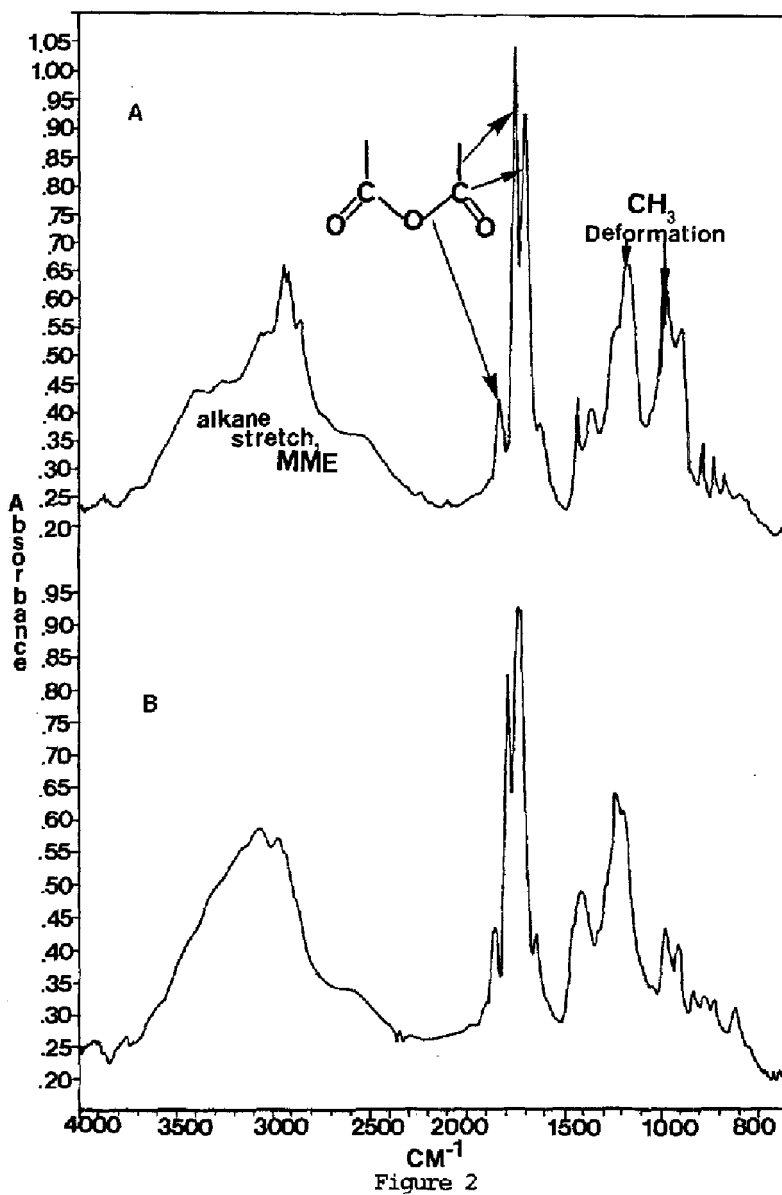 1.05
1.00
.95
.90
.85
.80
.75
.70
.65
.60
.55
.50
.45
.40
.35
.30
.25
.20
A
C
C
O
O
O
CH3
Deformation
alkane
stretch,
MME
Absorbance
.95
.90
.85
.80
.75
.70
.65
.60
.55
.50
.45
.40
.35
.30
.25
.20
B
4000 3500 3000 2500 2000 1500 1000 800
CM-1
Figure 2